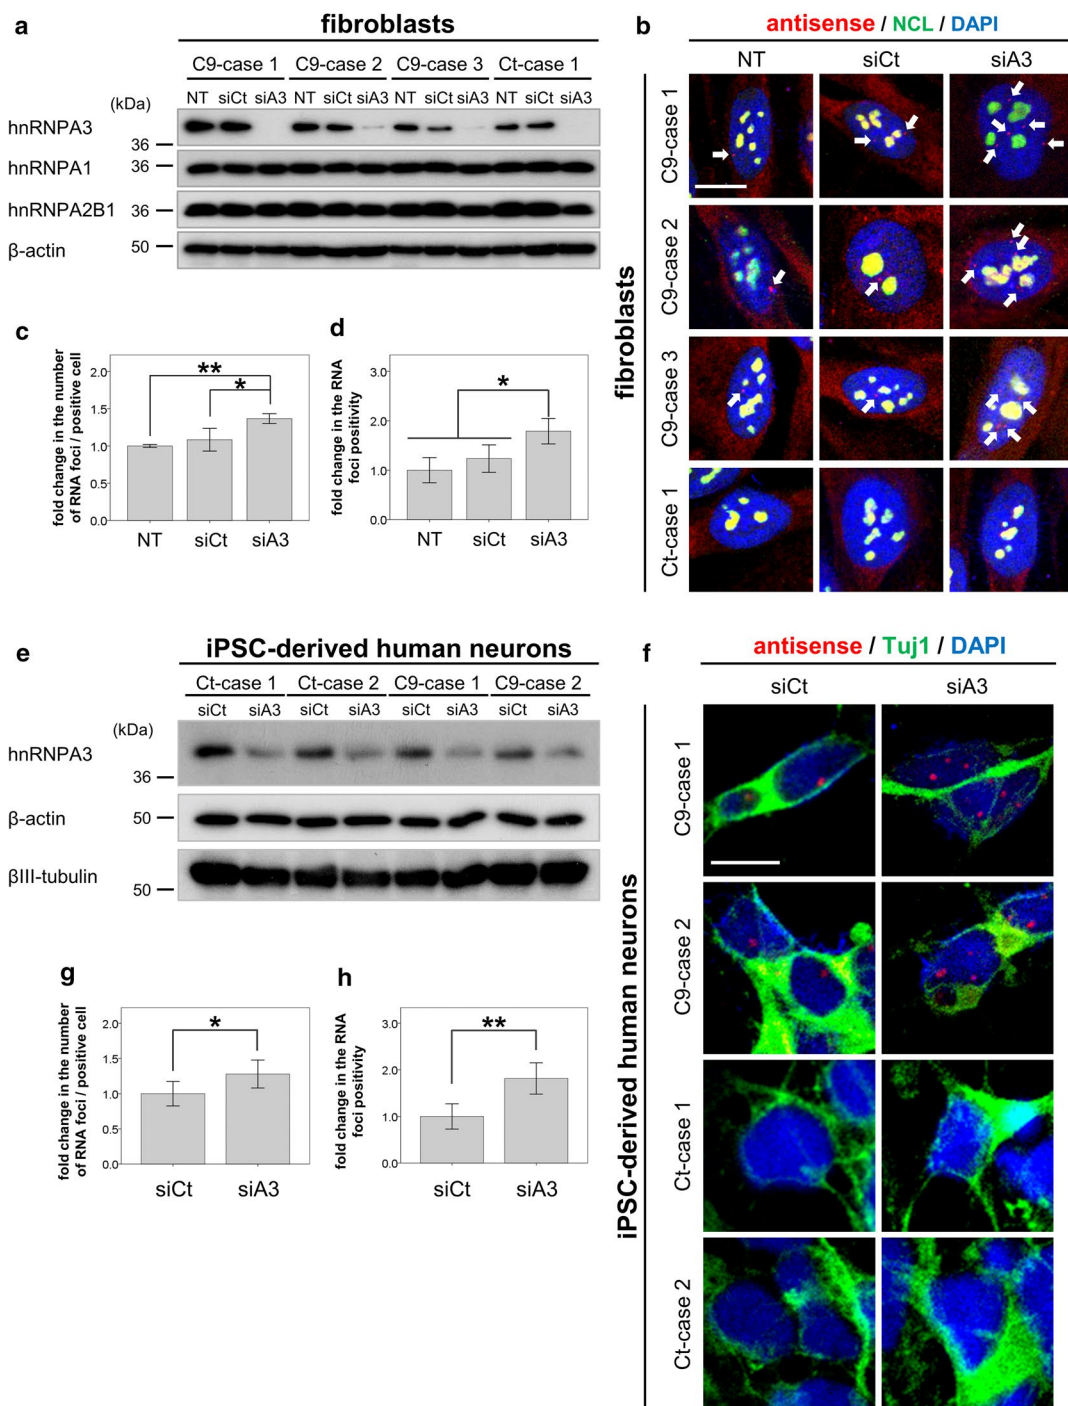 a
fibroblasts
C9-case 1 C9-case 2 C9-case 3 Ct-case 1
(kDa)
NT siCt siA3 NT siCt siA3 NT siCt siA3 NT siCt siA3
hnRNPA3
36
hnRNPA1
36
hnRNPA2B1
36
β-actin
50
b
antisense / NCL / DAPI
NT siCt siA3
fibroblasts
C9-case 1
C9-case 2
C9-case 3
Ct-case 1
c
fold change in the number
of RNA foci / positive cell
2.0
1.5
1.0
0.5
0.0
**
*
NT siCt siA3
d
fold change in the RNA
foci positivity
3.0
2.0
1.0
0.0
*
NT siCt siA3
e
iPSC-derived human neurons
Ct-case 1 Ct-case 2 C9-case 1 C9-case 2
(kDa)
siCt siA3 siCt siA3 siCt siA3 siCt siA3
hnRNPA3
36
β-actin
50
βIII-tubulin
50
f
antisense / Tuj1 / DAPI
siCt siA3
iPSC-derived human neurons
C9-case 1
C9-case 2
Ct-case 1
Ct-case 2
g
fold change in the number
of RNA foci / positive cell
2.0
1.5
1.0
0.5
0.0
*
siCt siA3
h
fold change in the RNA
foci positivity
3.0
2.0
1.0
0.0
**
siCt siA3